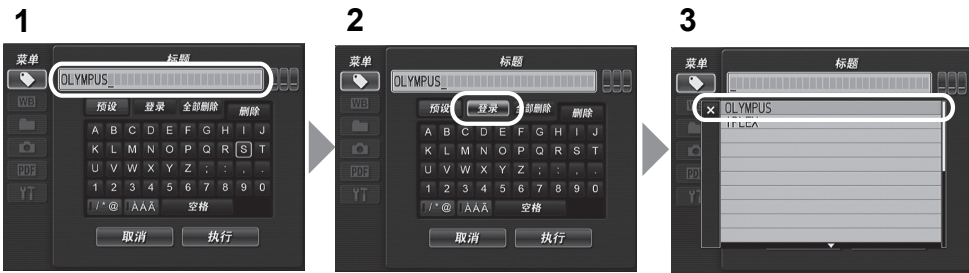 1
菜单
标题
OLYMPUS_
WB
预设 登录 全部删除 删除
A B C D E F G H I J
K L M N O P Q R S T
U V W X Y Z ; : , .
PDF
1 2 3 4 5 6 7 8 9 0
!/*@ ÀÁÂ 空格
取消 执行
2
菜单
标题
OLYMPUS_
WB
预设 登录 全部删除 删除
A B C D E F G H I J
K L M N O P Q R S T
U V W X Y Z ; : , .
PDF
1 2 3 4 5 6 7 8 9 0
!/*@ ÀÁÂ 空格
取消 执行
3
菜单
标题
OLYMPUS